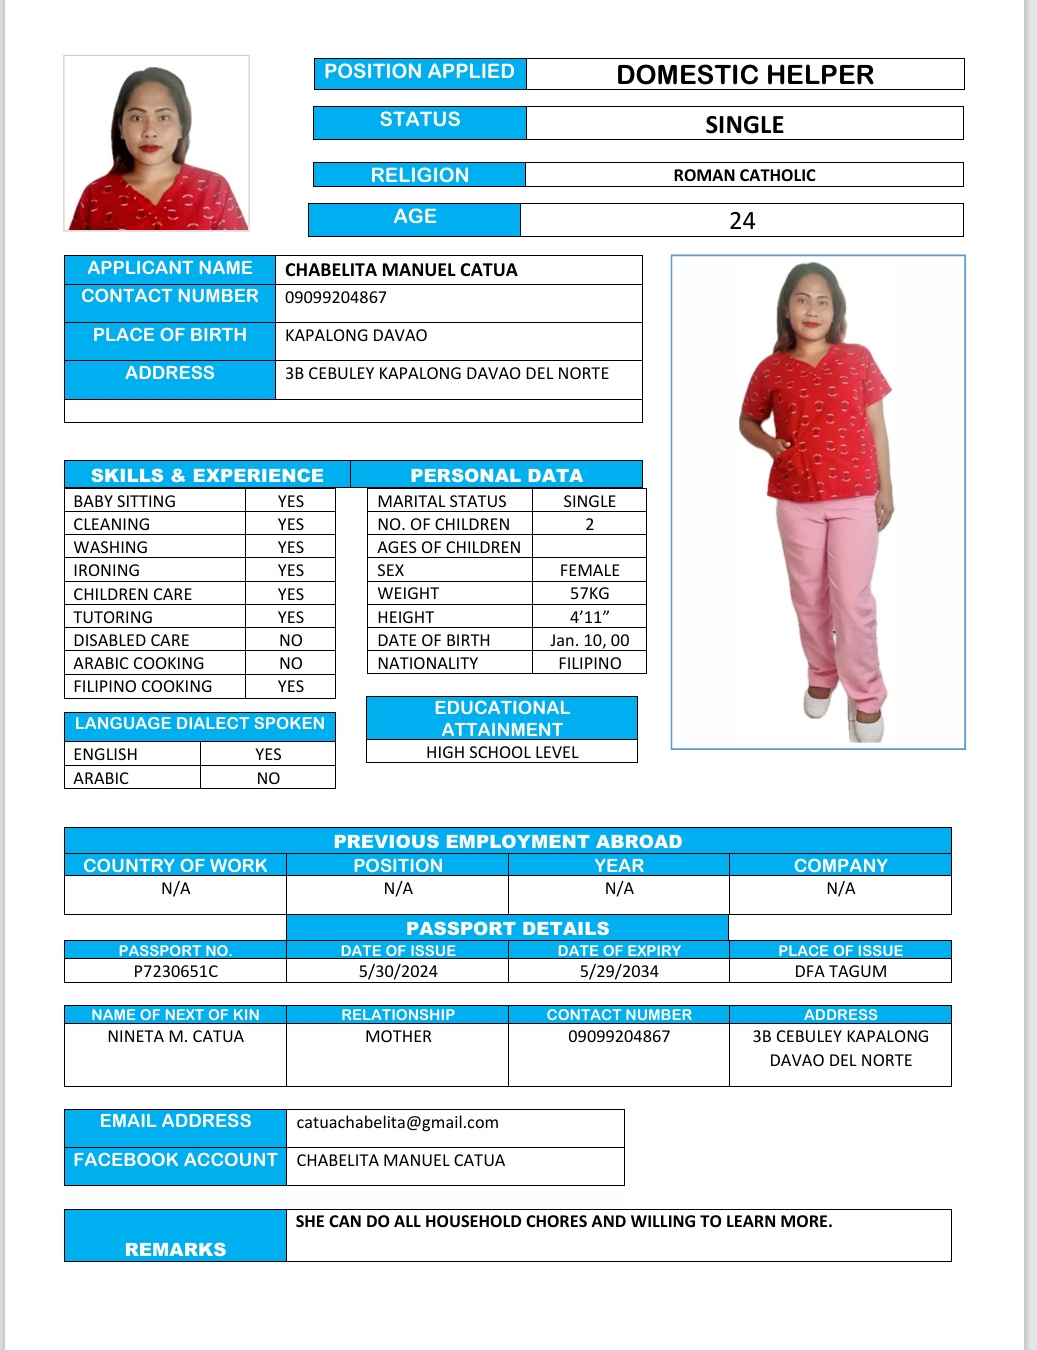 POSITION APPLIED DOMESTIC HELPER
STATUS SINGLE
RELIGION ROMAN CATHOLIC
AGE 24
APPLICANT NAME CHABELITA MANUEL CATUA
CONTACT NUMBER 09099204867
PLACE OF BIRTH KAPALONG DAVAO
ADDRESS 3B CEBULEY KAPALONG DAVAO DEL NORTE
SKILLS & EXPERIENCE
BABY SITTING YES
CLEANING YES
WASHING YES
IRONING YES
CHILDREN CARE YES
TUTORING YES
DISABLED CARE NO
ARABIC COOKING NO
FILIPINO COOKING YES
LANGUAGE DIALECT SPOKEN
ENGLISH YES
ARABIC NO
PERSONAL DATA
MARITAL STATUS SINGLE
NO. OF CHILDREN 2
AGES OF CHILDREN
SEX FEMALE
WEIGHT 57KG
HEIGHT 4’11”
DATE OF BIRTH Jan. 10, 00
NATIONALITY FILIPINO
EDUCATIONAL
ATTAINMENT
HIGH SCHOOL LEVEL
PREVIOUS EMPLOYMENT ABROAD
COUNTRY OF WORK POSITION YEAR COMPANY
N/A N/A N/A N/A
PASSPORT DETAILS
PASSPORT NO. DATE OF ISSUE DATE OF EXPIRY PLACE OF ISSUE
P7230651C 5/30/2024 5/29/2034 DFA TAGUM
NAME OF NEXT OF KIN RELATIONSHIP CONTACT NUMBER ADDRESS
NINETA M. CATUA MOTHER 09099204867 3B CEBULEY KAPALONG
DAVAO DEL NORTE
EMAIL ADDRESS catuachabelita@gmail.com
FACEBOOK ACCOUNT CHABELITA MANUEL CATUA
REMARKS SHE CAN DO ALL HOUSEHOLD CHORES AND WILLING TO LEARN MORE.